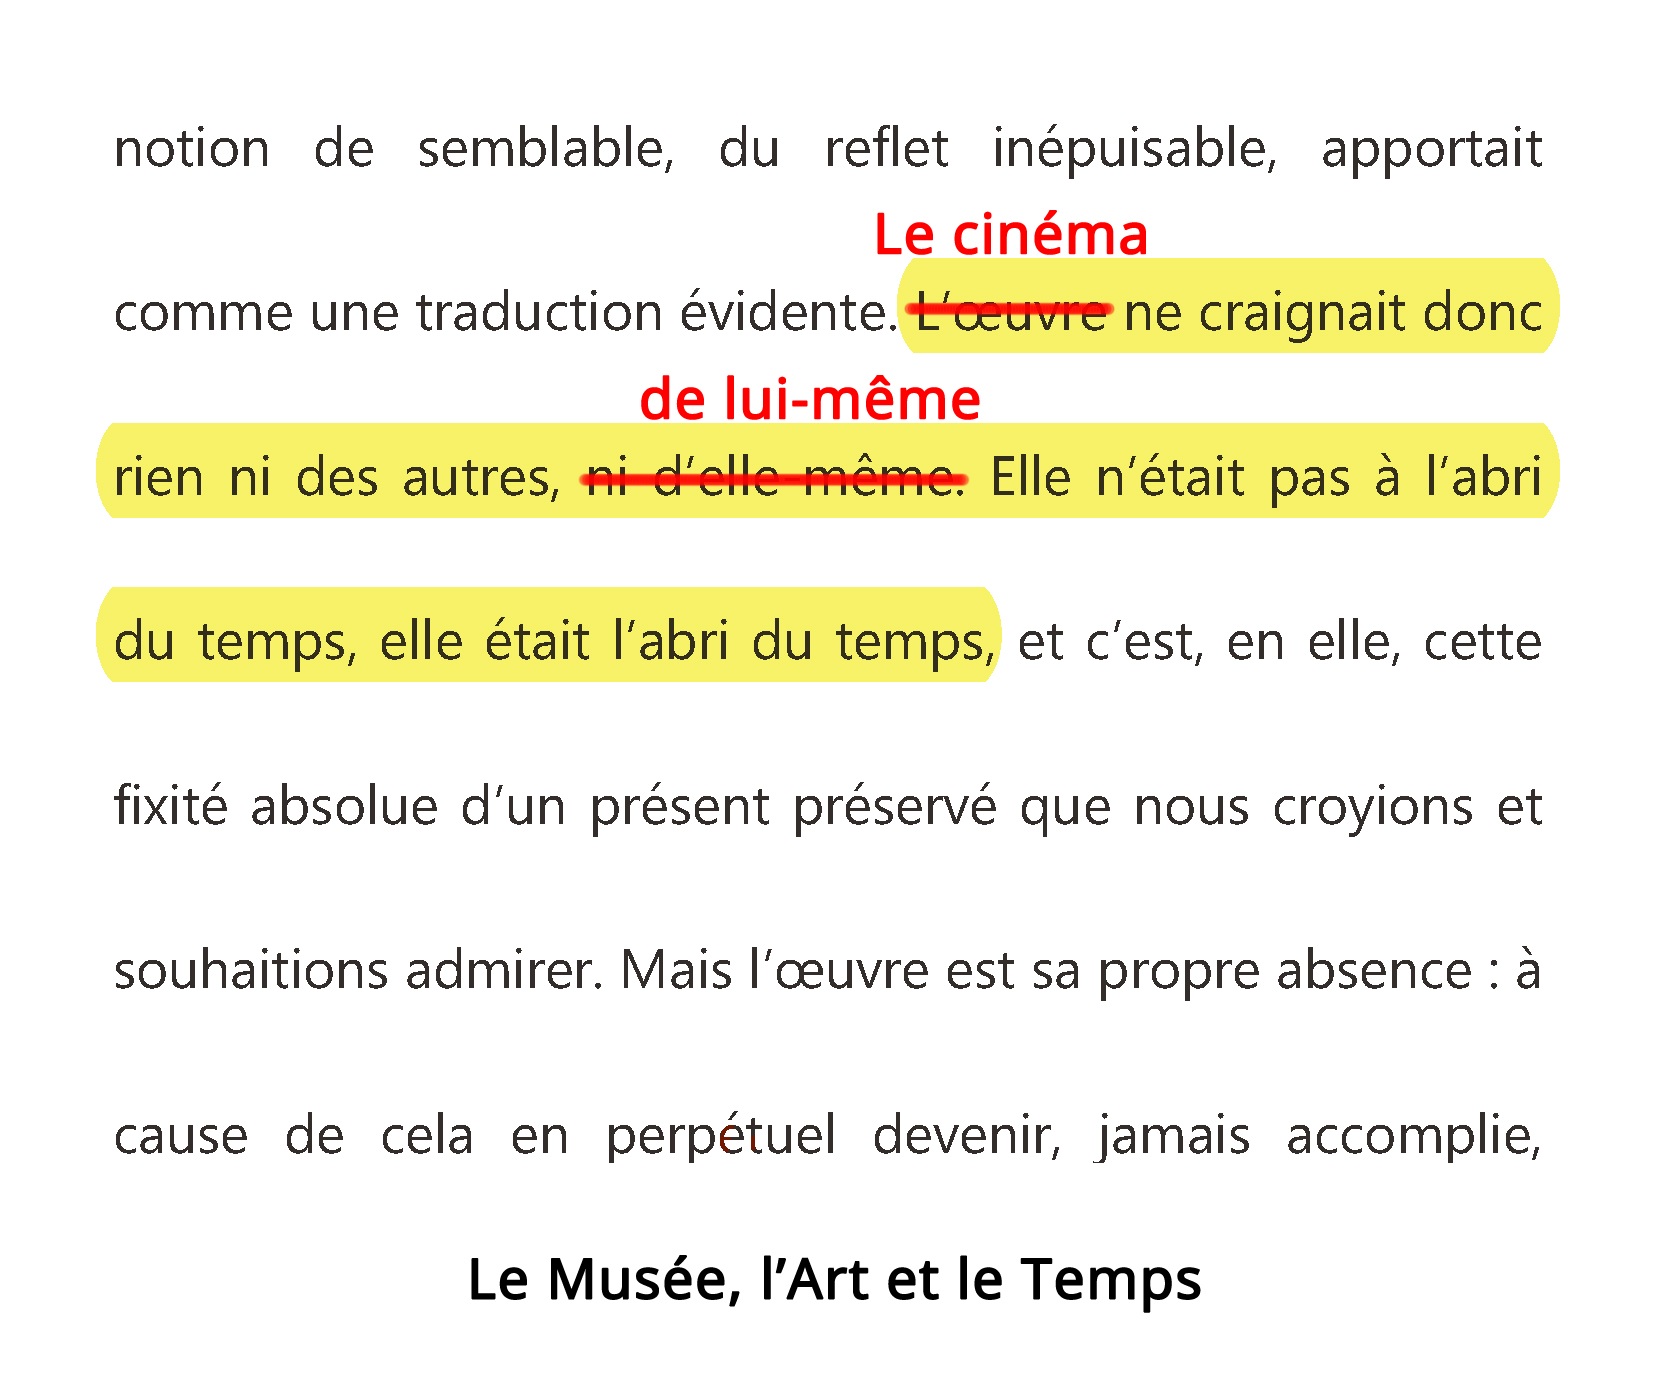 notion de semblable, du reflet inépuisable, apportait
Le cinéma
comme une traduction évidente. L’œuvre ne craignait donc
de lui-même
rien ni des autres, ni d’elle-même. Elle n’était pas à l’abri
du temps, elle était l’abri du temps, et c’est, en elle, cette
fixité absolue d’un présent préservé que nous croyions et
souhaitions admirer. Mais l’œuvre est sa propre absence : à
cause de cela en perpétuel devenir, jamais accomplie,
Le Musée, l’Art et le Temps